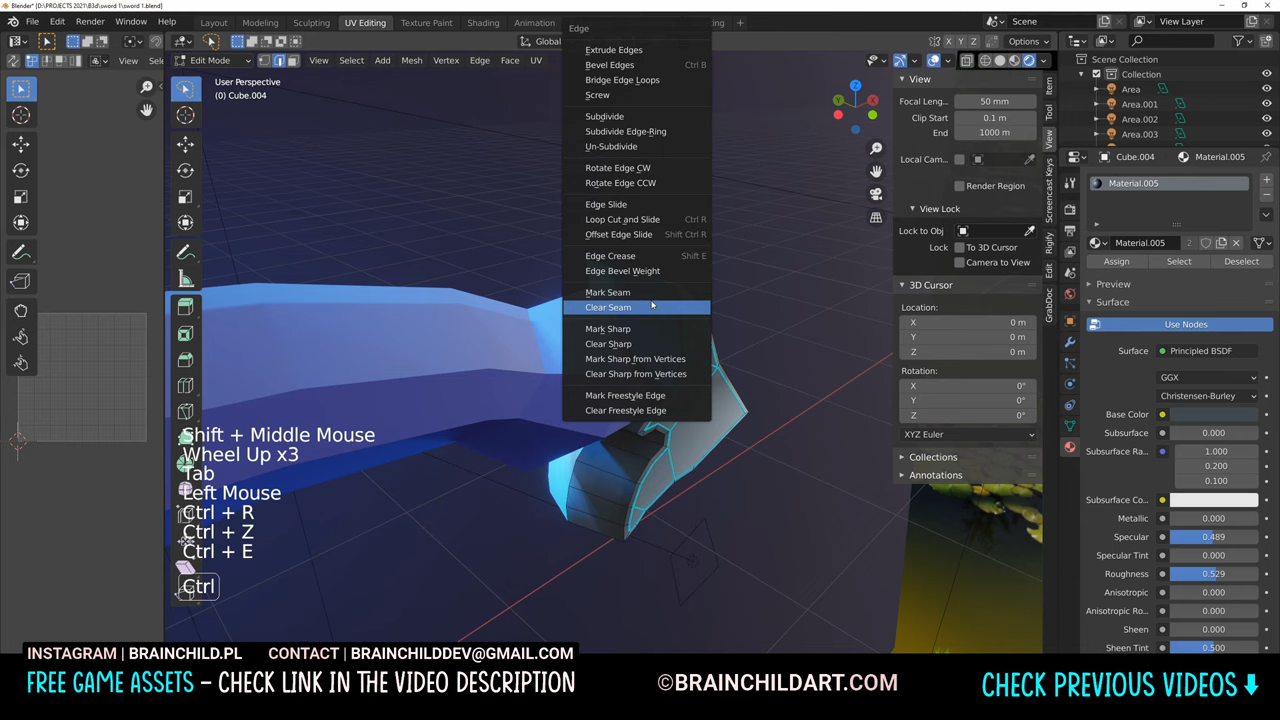 Blender* [D:\PROJECTS 2021\B3d\sword 1\sword 1.blend]
File Edit Render Window Help
Layout Modeling Sculpting UV Editing Texture Paint Shading Animation
Scene View Layer
View Sel
Edit Mode View Select Add Mesh Vertex Edge Face UV
Global
X Y Z Options
User Perspective
(0) Cube.004
Edge
Extrude Edges
Bevel Edges Ctrl B
Bridge Edge Loops
Screw
Subdivide
Subdivide Edge-Ring
Un-Subdivide
Rotate Edge CW
Rotate Edge CCW
Edge Slide
Loop Cut and Slide Ctrl R
Offset Edge Slide Shift Ctrl R
Edge Crease Shift E
Edge Bevel Weight
Mark Seam
Clear Seam
Mark Sharp
Clear Sharp
Mark Sharp from Vertices
Clear Sharp from Vertices
Mark Freestyle Edge
Clear Freestyle Edge
Shift + Middle Mouse
Wheel Up x3
Tab
Left Mouse
Ctrl + R
Ctrl + Z
Ctrl + E
Ctrl
View
Focal Leng... 50 mm
Clip Start 0.1 m
End 1000 m
Local Cam...
Render Region
View Lock
Lock to Obj
Lock To 3D Cursor
Camera to View
3D Cursor
Location:
X 0 m
Y 0 m
Z 0 m
Rotation:
X 0°
Y 0°
Z 0°
XYZ Euler
Collections
Annotations
Item
Tool
View
Screencast Keys
Rigify
Edit
GrabDoc
Scene Collection
Collection
Area
Area.001
Area.002
Area.003
Cube.004 Material.005
Material.005
Material.005 2
Assign Select Deselect
Preview
Surface
Use Nodes
Surface Principled BSDF
GGX
Christensen-Burley
Base Color
Subsurface 0.000
Subsurface Ra... 1.000
0.200
0.100
Subsurface Co...
Metallic 0.000
Specular 0.489
Specular Tint 0.000
Roughness 0.529
Anisotropic 0.000
Anisotropic Ro... 0.000
Sheen 0.000
Sheen Tint 0.500
INSTAGRAM | BRAINCHILD.PL CONTACT | BRAINCHILDDEV@GMAIL.COM
FREE GAME ASSETS – CHECK LINK IN THE VIDEO DESCRIPTION
©BRAINCHILDART.COM
CHECK PREVIOUS VIDEOS